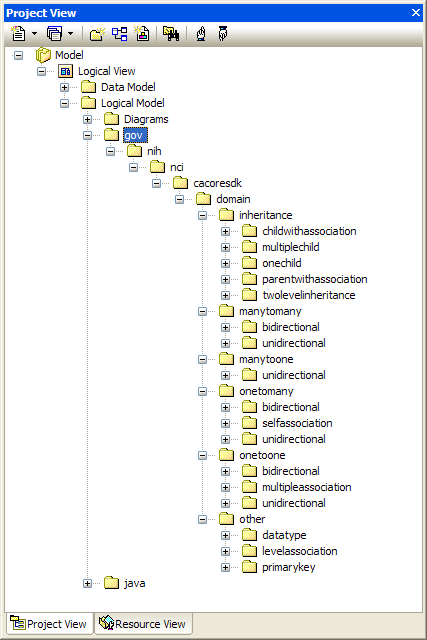 Project View
Model
Logical View
Data Model
Logical Model
Diagrams
gov
nih
nci
cacoresdk
domain
inheritance
childwithassociation
multiplechild
onechild
parentwithassociation
twolevelinheritance
manytomany
bidirectional
unidirectional
manytoone
unidirectional
onetomany
bidirectional
selfassociation
unidirectional
onetoone
bidirectional
multipleassociation
unidirectional
other
datatype
levelassociation
primarykey
java
Project View Resource View